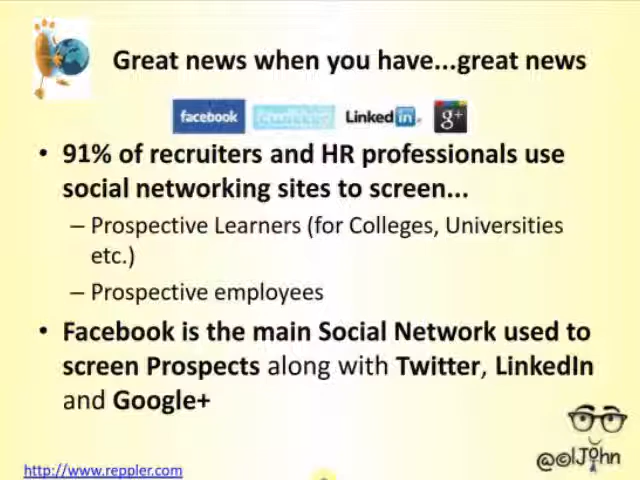 Great news when you have...great news
facebook twitter LinkedIn g+
• 91% of recruiters and HR professionals use
social networking sites to screen...
– Prospective Learners (for Colleges, Universities
etc.)
– Prospective employees
• Facebook is the main Social Network used to
screen Prospects along with Twitter, LinkedIn
and Google+
http://www.reppler.com